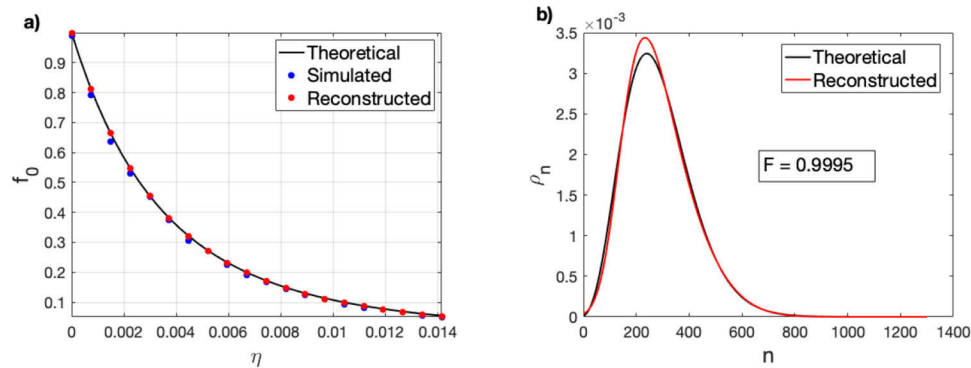 a)
f0
0.9
0.8
0.7
0.6
0.5
0.4
0.3
0.2
0.1
0 0.002 0.004 0.006 0.008 0.01 0.012 0.014
η
Theoretical
Simulated
Reconstructed
b)
×10-3
ρn
3.5
3
2.5
2
1.5
1
0.5
0
0 200 400 600 800 1000 1200 1400
n
Theoretical
Reconstructed
F = 0.9995